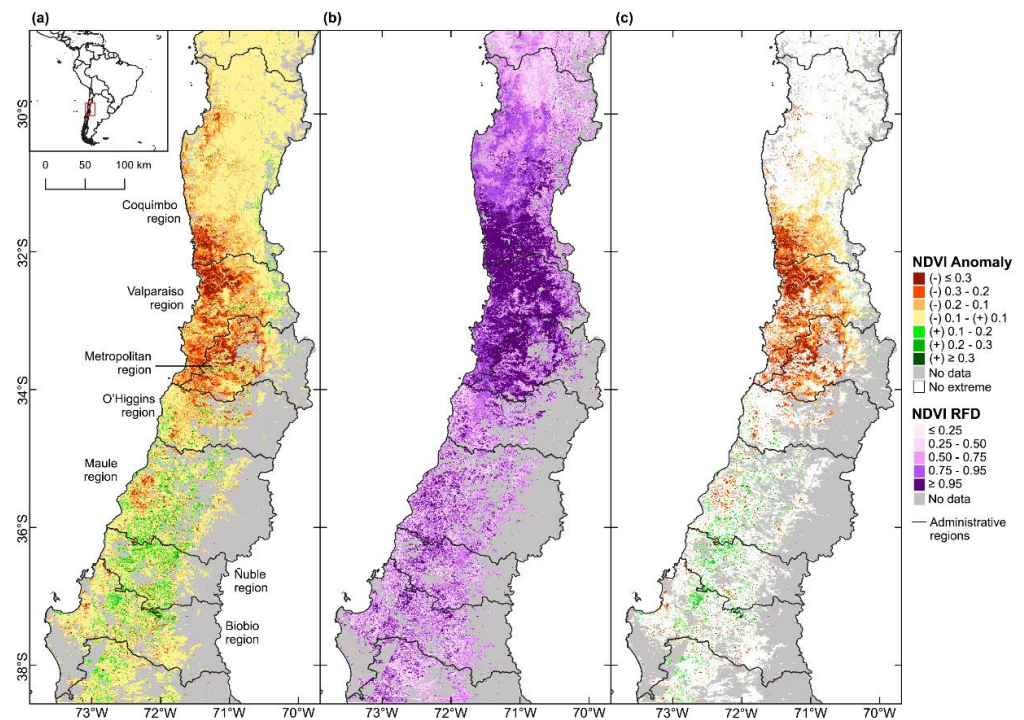 (a)
(b)
(c)
0 50 100 km
30°S
32°S
34°S
36°S
38°S
Coquimbo
region
Valparaiso
region
Metropolitan
region
O'Higgins
region
Maule
region
Ñuble
region
Biobio
region
73°W 71°W 70°W
73°W 71°W 70°W
73°W 71°W 70°W
NDVI Anomaly
(-) ≤ 0.3
(-) 0.3 - 0.2
(-) 0.2 - 0.1
(-) 0.1 - (+) 0.1
(+) 0.1 - 0.2
(+) 0.2 - 0.3
(+) ≥ 0.3
No data
No extreme
NDVI RFD
≤ 0.25
0.25 - 0.50
0.50 - 0.75
0.75 - 0.95
≥ 0.95
No data
Administrative
regions